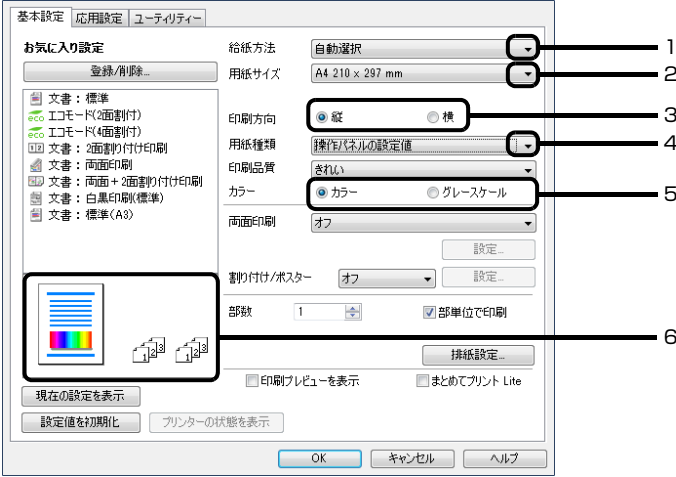 基本設定 応用設定 ユーティリティー
お気に入り設定
登録/削除...
文書：標準
eco エコモード(2面割付)
eco エコモード(4面割付)
12 文書：2面割り付け印刷
文書：両面印刷
文書：両面+2面割り付け印刷
文書：白黒印刷(標準)
文書：標準(A3)
1 2 3 1 2 3
現在の設定を表示
設定値を初期化 プリンターの状態を表示
給紙方法 自動選択 1
用紙サイズ A4 210 x 297 mm 2
印刷方向 縦 横 3
用紙種類 操作パネルの設定値 4
印刷品質 きれい
カラー カラー グレースケール 5
両面印刷 オフ
設定...
割り付け/ポスター オフ 設定...
部数 1 部単位で印刷
6
排紙設定...
印刷プレビューを表示 まとめてプリント Lite
OK キャンセル ヘルプ